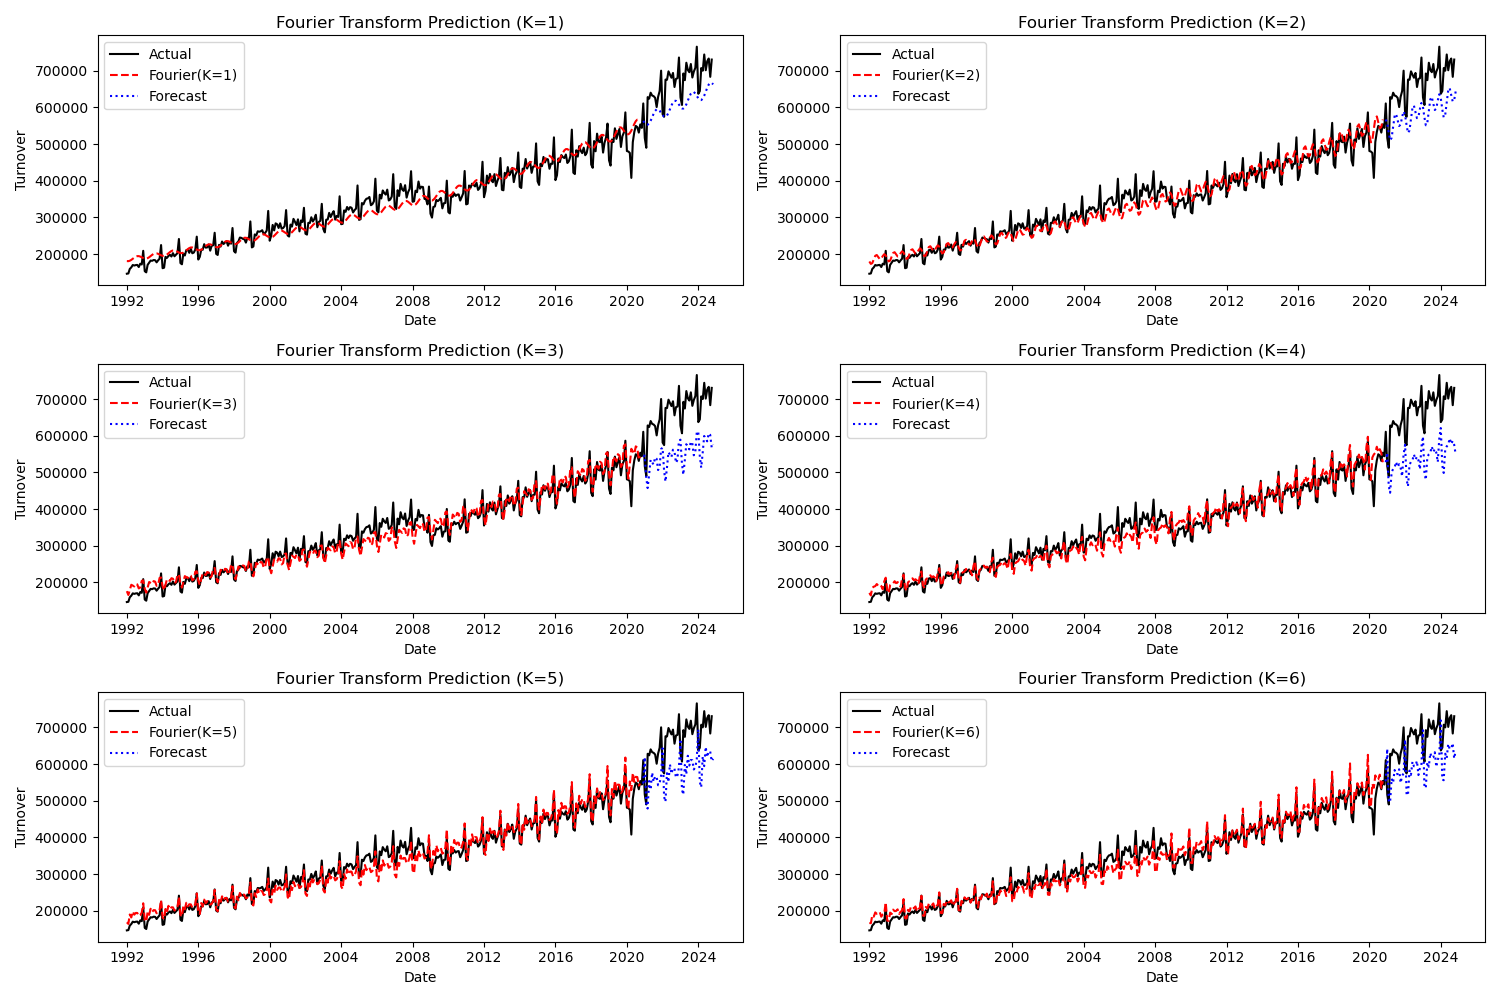 Fourier Transform Prediction (K=1)
Actual
Fourier(K=1)
Forecast
Turnover
700000
600000
500000
400000
300000
200000
1992 1996 2000 2004 2008 2012 2016 2020 2024
Date
Fourier Transform Prediction (K=2)
Actual
Fourier(K=2)
Forecast
Turnover
700000
600000
500000
400000
300000
200000
1992 1996 2000 2004 2008 2012 2016 2020 2024
Date
Fourier Transform Prediction (K=3)
Actual
Fourier(K=3)
Forecast
Turnover
700000
600000
500000
400000
300000
200000
1992 1996 2000 2004 2008 2012 2016 2020 2024
Date
Fourier Transform Prediction (K=4)
Actual
Fourier(K=4)
Forecast
Turnover
700000
600000
500000
400000
300000
200000
1992 1996 2000 2004 2008 2012 2016 2020 2024
Date
Fourier Transform Prediction (K=5)
Actual
Fourier(K=5)
Forecast
Turnover
700000
600000
500000
400000
300000
200000
1992 1996 2000 2004 2008 2012 2016 2020 2024
Date
Fourier Transform Prediction (K=6)
Actual
Fourier(K=6)
Forecast
Turnover
700000
600000
500000
400000
300000
200000
1992 1996 2000 2004 2008 2012 2016 2020 2024
Date